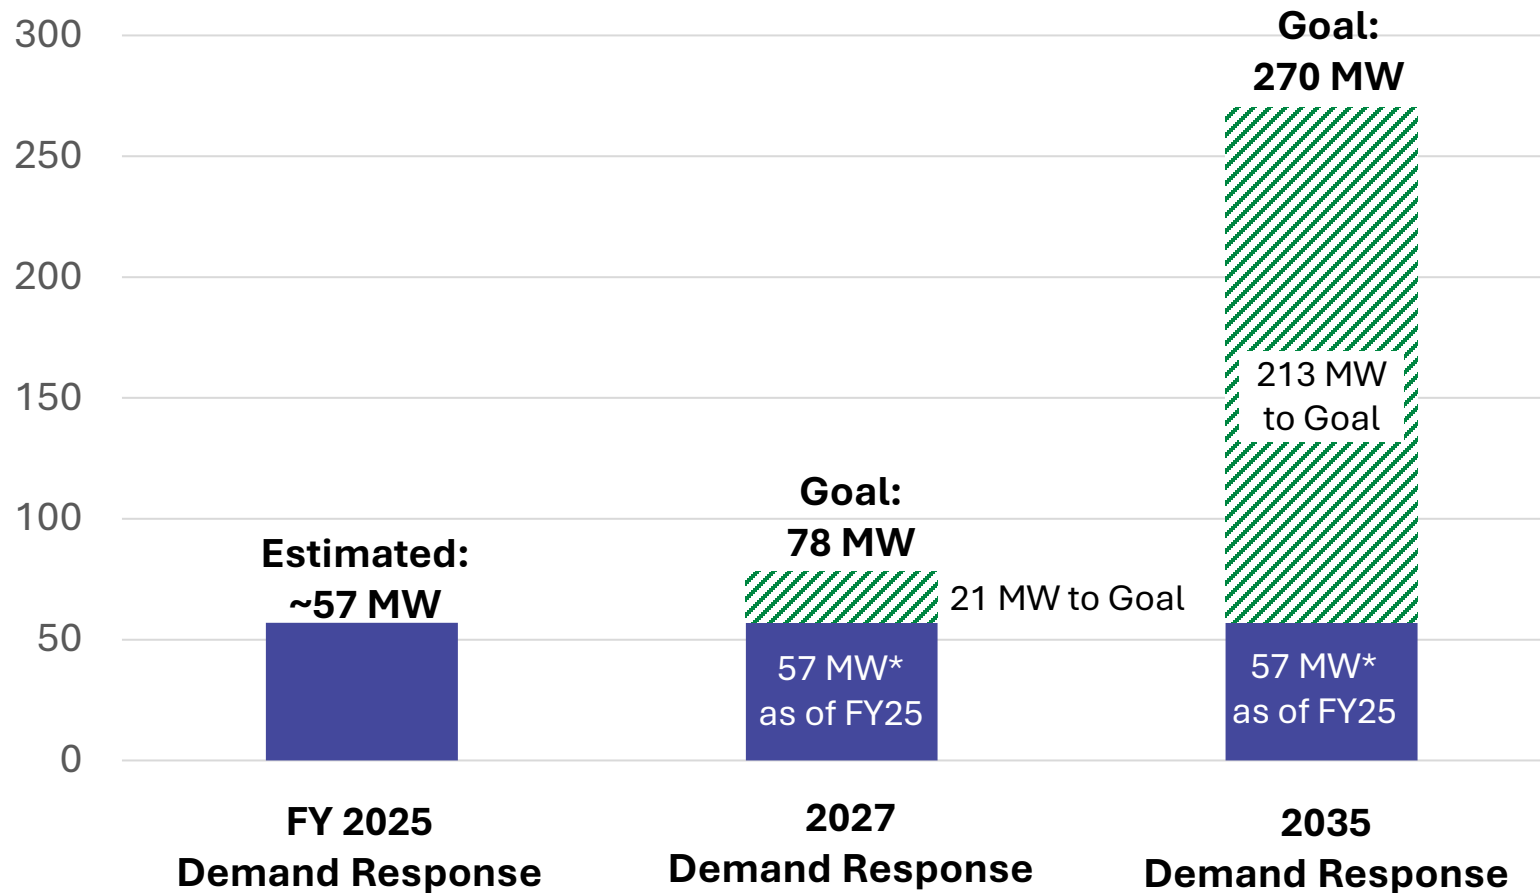 300
250
200
150
100
50
0
Estimated:
~57 MW
Goal:
78 MW
21 MW to Goal
57 MW*
as of FY25
Goal:
270 MW
213 MW
to Goal
57 MW*
as of FY25
FY 2025
Demand Response
2027
Demand Response
2035
Demand Response